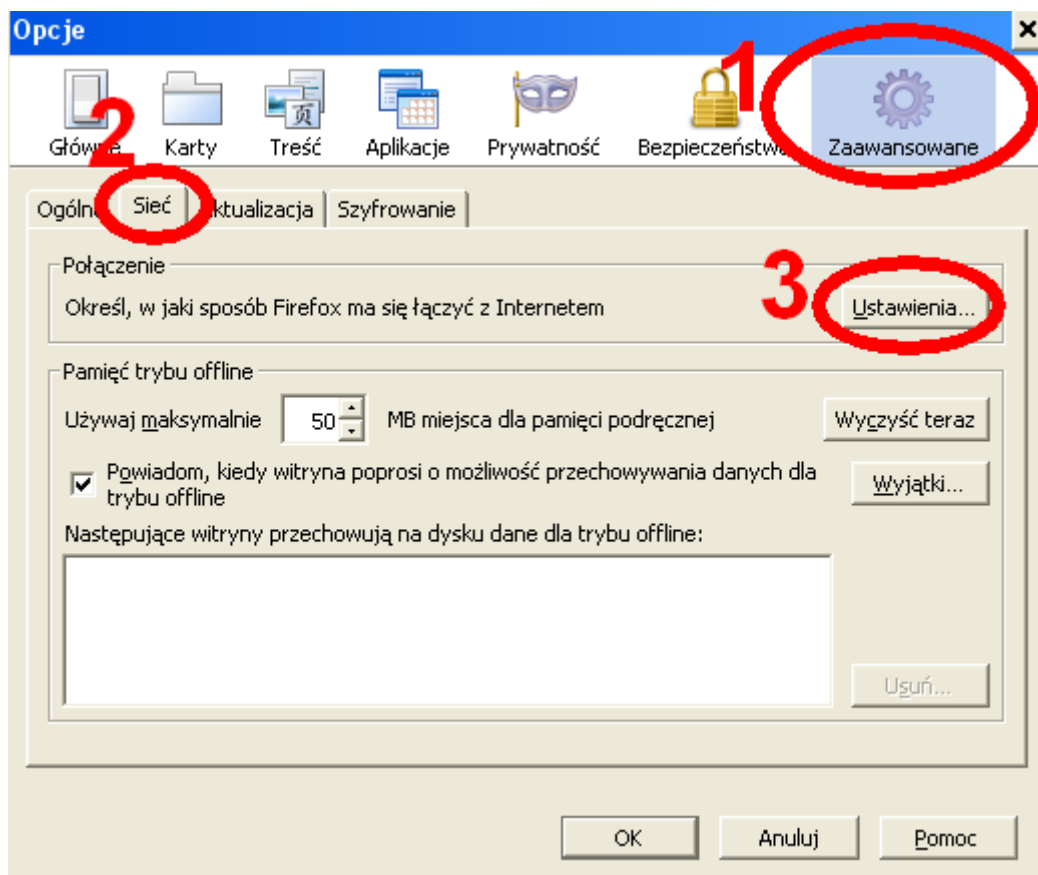 Opcje
1
2
Główne Karty Treść Aplikacje Prywatność Bezpieczeństwo Zaawansowane
Sieć Aktualizacja Szyfrowanie
Połączenie
3
Określ, w jaki sposób Firefox ma się łączyć z Internetem Ustawienia...
Pamięć trybu offline
Używaj maksymalnie 50 MB miejsca dla pamięci podręcznej Wyczyść teraz
Powiadom, kiedy witryna poprosi o możliwość przechowywania danych dla
trybu offline
Wyjątki...
Następujące witryny przechowują na dysku dane dla trybu offline:
Usuń...
OK Anuluj Pomoc